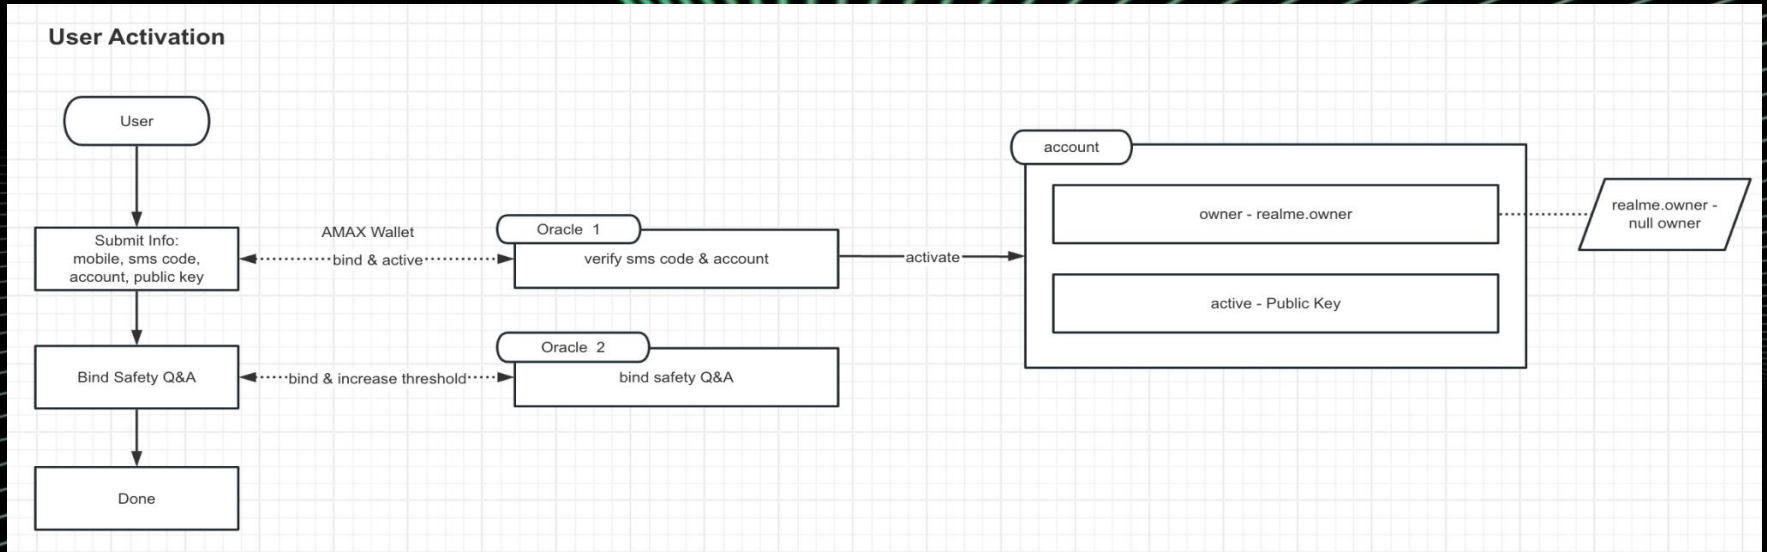 User Activation
User
Submit Info:
mobile, sms code,
account, public key
AMAX Wallet
bind & active
Oracle 1
verify sms code & account
activate
account
owner - realme.owner
active - Public Key
realme.owner -
null owner
Bind Safety Q&A
bind & increase threshold
Oracle 2
bind safety Q&A
Done